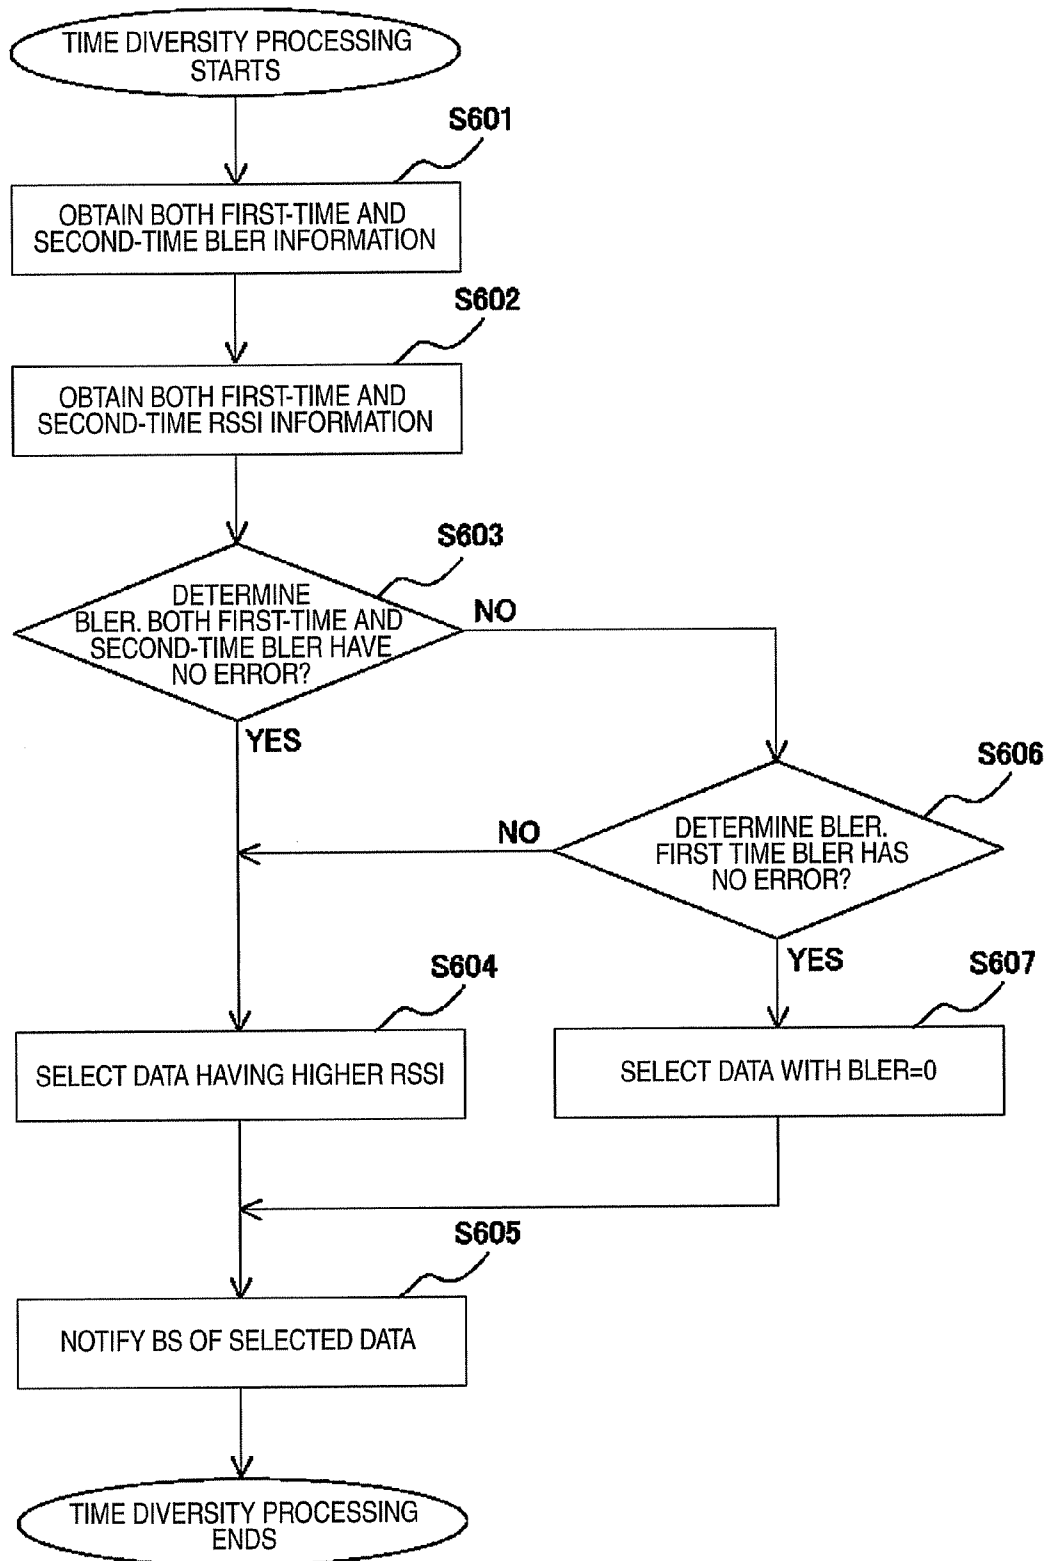 TIME DIVERSITY PROCESSING
STARTS
S601
OBTAIN BOTH FIRST-TIME AND
SECOND-TIME BLER INFORMATION
S602
OBTAIN BOTH FIRST-TIME AND
SECOND-TIME RSSI INFORMATION
S603
DETERMINE
BLER. BOTH FIRST-TIME AND
SECOND-TIME BLER HAVE
NO ERROR?
NO
YES
S606
DETERMINE BLER.
FIRST TIME BLER HAS
NO ERROR?
NO
YES
S604
SELECT DATA HAVING HIGHER RSSI
S607
SELECT DATA WITH BLER=0
S605
NOTIFY BS OF SELECTED DATA
TIME DIVERSITY PROCESSING
ENDS